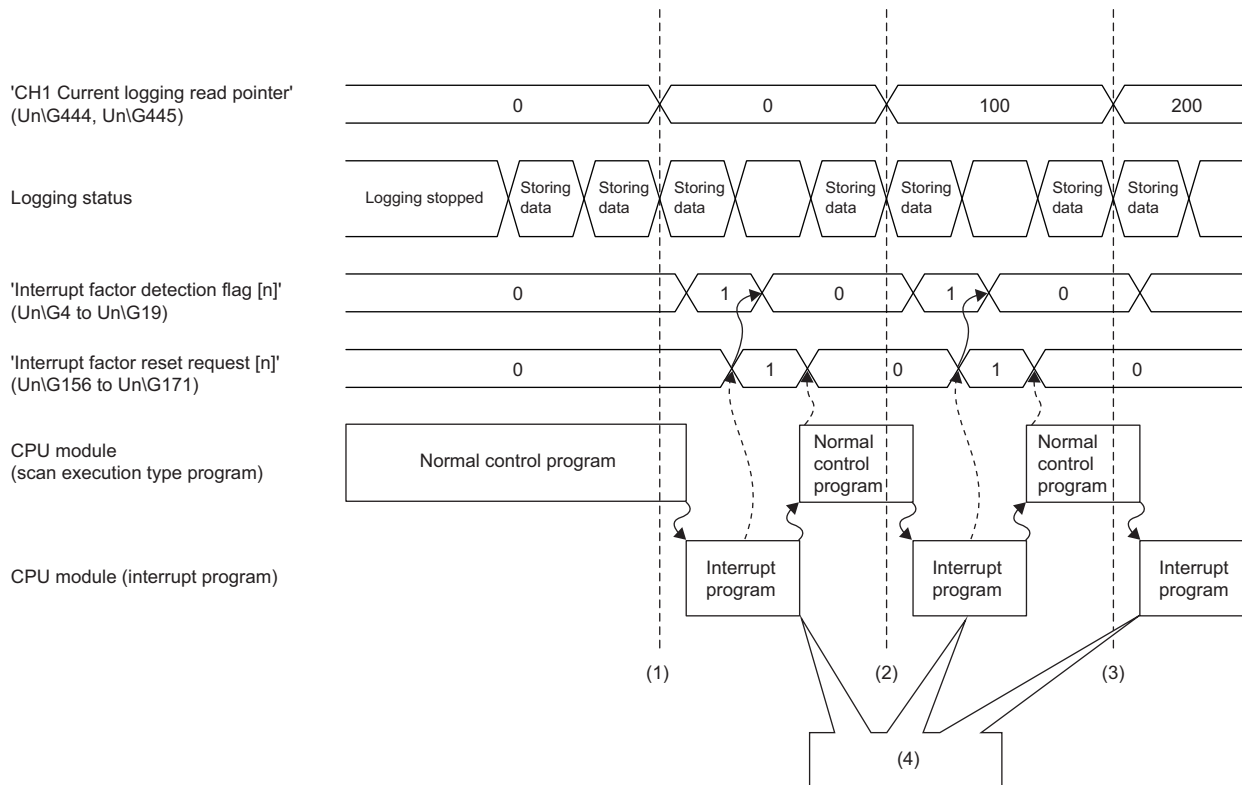 'CH1 Current logging read pointer'
(Un\G444, Un\G445)
0
0
100
200
Logging status
Logging stopped
Storing
data
Storing
data
Storing
data
Storing
data
Storing
data
Storing
data
Storing
data
'Interrupt factor detection flag [n]'
(Un\G4 to Un\G19)
0
1
0
1
0
'Interrupt factor reset request [n]'
(Un\G156 to Un\G171)
0
1
0
1
0
CPU module
(scan execution type program)
Normal control program
Normal
control
program
Normal
control
program
CPU module (interrupt program)
Interrupt
program
Interrupt
program
Interrupt
program
(1)
(2)
(3)
(4)